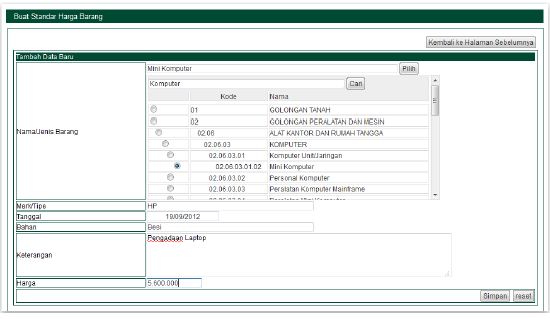 Buat Standar Harga Barang
Kembali ke Halaman Sebelumnya
Tambah Data Baru
Nama/Jenis Barang
Mini Komputer Pilih
Komputer Cari
Kode Nama
01 GOLONGAN TANAH
02 GOLONGAN PERALATAN DAN MESIN
02.06 ALAT KANTOR DAN RUMAH TANGGA
02.06.03 KOMPUTER
02.06.03.01 Komputer Unit/Jaringan
02.06.03.01.02 Mini Komputer
02.06.03.02 Personal Komputer
02.06.03.03 Peralatan Komputer Mainframe
Merk/Tipe HP
Tanggal 19/09/2012
Bahan Besi
Keterangan Pengadaan Laptop
Harga 5.600.000
Simpan reset